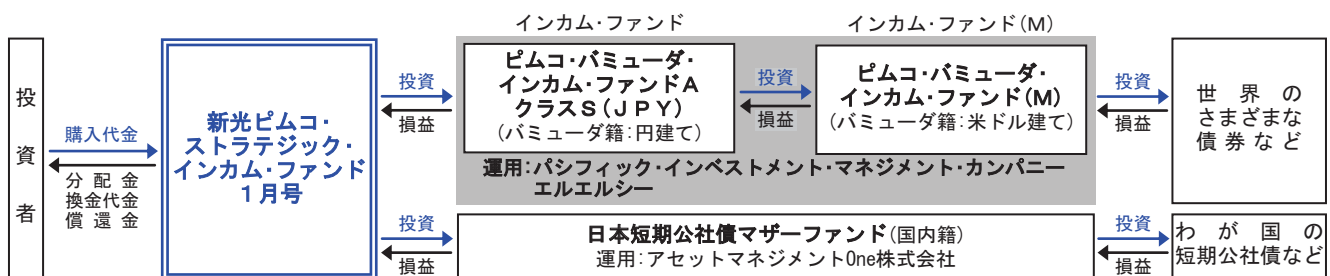 インカム・ファンド
インカム・ファンド(M)
投資者
購入代金
分配金
換金代金
償還金
新光ピムコ・
ストラテジック・
インカム・ファンド
1月号
投資
損益
ピムコ・バミューダ・
インカム・ファンドA
クラスS(JPY)
(バミューダ籍:円建て)
投資
損益
ピムコ・バミューダ・
インカム・ファンド(M)
(バミューダ籍:米ドル建て)
運用:パシフィック・インベストメント・マネジメント・カンパニー
エルエルシー
投資
損益
世界の
さまざまな
債券など
投資
損益
日本短期公社債マザーファンド(国内籍)
運用:アセットマネジメントOne株式会社
投資
損益
わが国の
短期公社債など